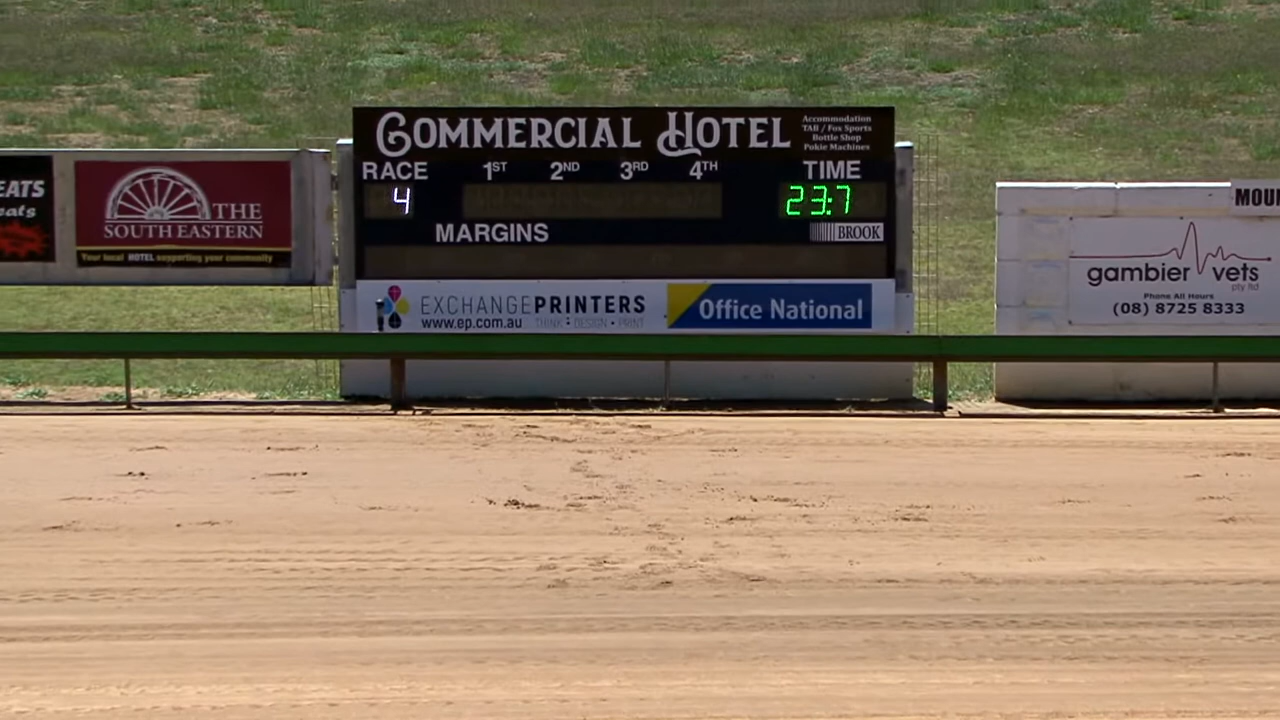 COMMERCIAL HOTEL
Accommodation
TAB / Fox Sports
Bottle Shop
Pokie Machines
RACE 1ST 2ND 3RD 4TH TIME
4 23:7
MARGINS
BROOK
EXCHANGEPRINTERS
www.ep.com.au THINK • DESIGN • PRINT
Office National
EATS
eats
THE
SOUTH EASTERN
Your local HOTEL supporting your community
MOU
gambier vets
pty ltd
Phone All Hours
(08) 8725 8333